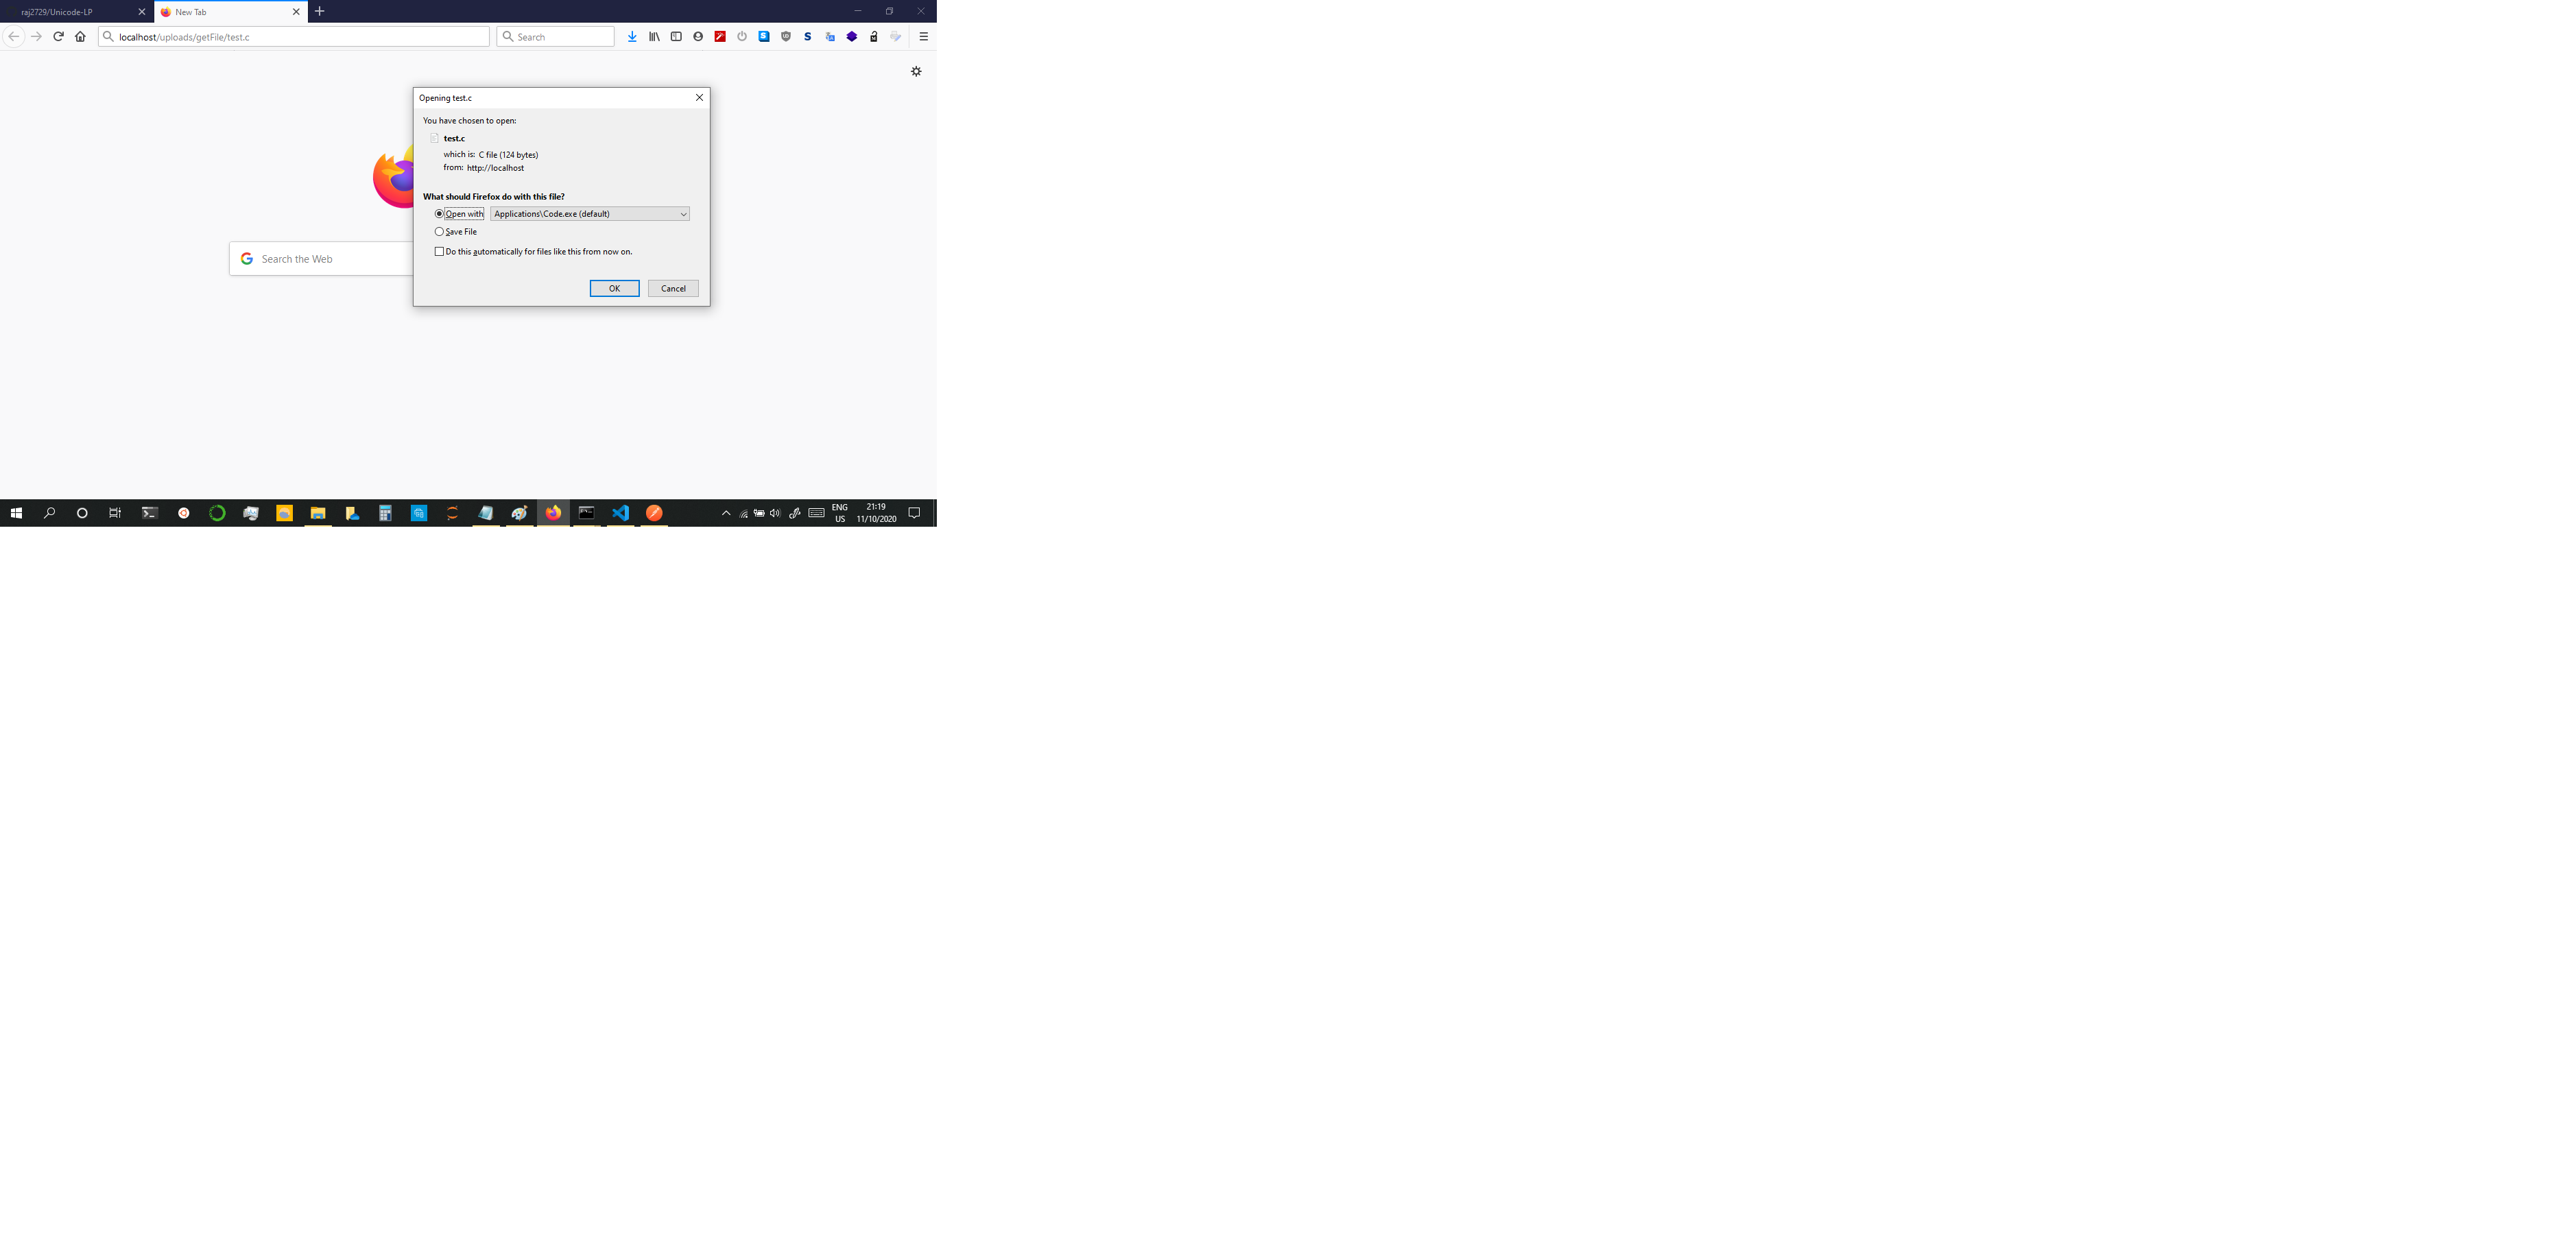 raj2729/Unicode-LP
New Tab
localhost/uploads/getFile/test.c
Search
Opening test.c
You have chosen to open:
test.c
which is: C file (124 bytes)
from: http://localhost
What should Firefox do with this file?
Open with Applications\Code.exe (default)
Save File
Do this automatically for files like this from now on.
OK Cancel
Search the Web
ENG 21:19
US 11/10/2020